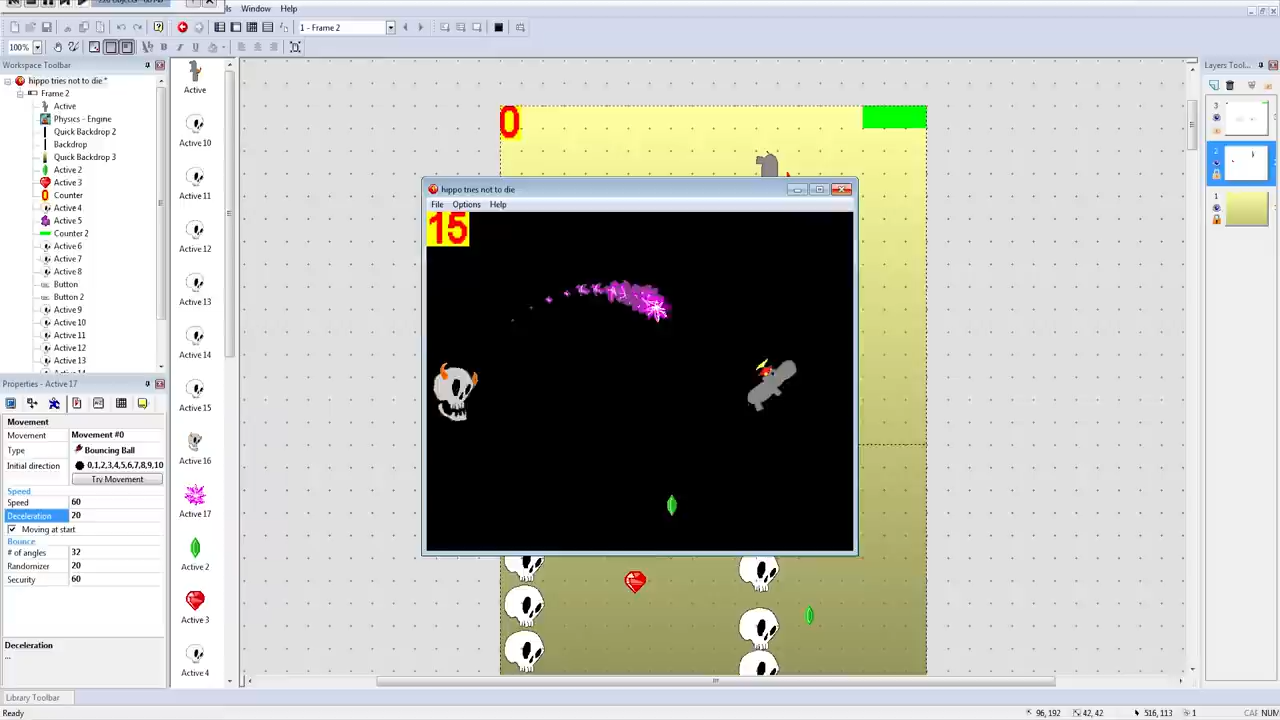 Window Help
1 - Frame 2
100%
Workspace Toolbar
hippo tries not to die *
Frame 2
Active
Physics - Engine
Quick Backdrop 2
Backdrop
Quick Backdrop 3
Active 2
Active 3
Counter
Active 4
Active 5
Counter 2
Active 6
Active 7
Active 8
Button
Button 2
Active 9
Active 10
Active 11
Active 12
Active 13
Properties - Active 17
Movement
Movement Movement #0
Type Bouncing Ball
Initial direction 0,1,2,3,4,5,6,7,8,9,10
Try Movement
Speed
Speed 60
Deceleration 20
Moving at start
Bounce
# of angles 32
Randomizer 20
Security 60
Deceleration
...
Library Toolbar
Ready
Active
Active 10
Active 11
Active 12
Active 13
Active 14
Active 15
Active 16
Active 17
Active 2
Active 3
Active 4
0
hippo tries not to die
File Options Help
15
Layers Tool...
3
2
1
96, 192
42, 42
516, 113
1
NUM